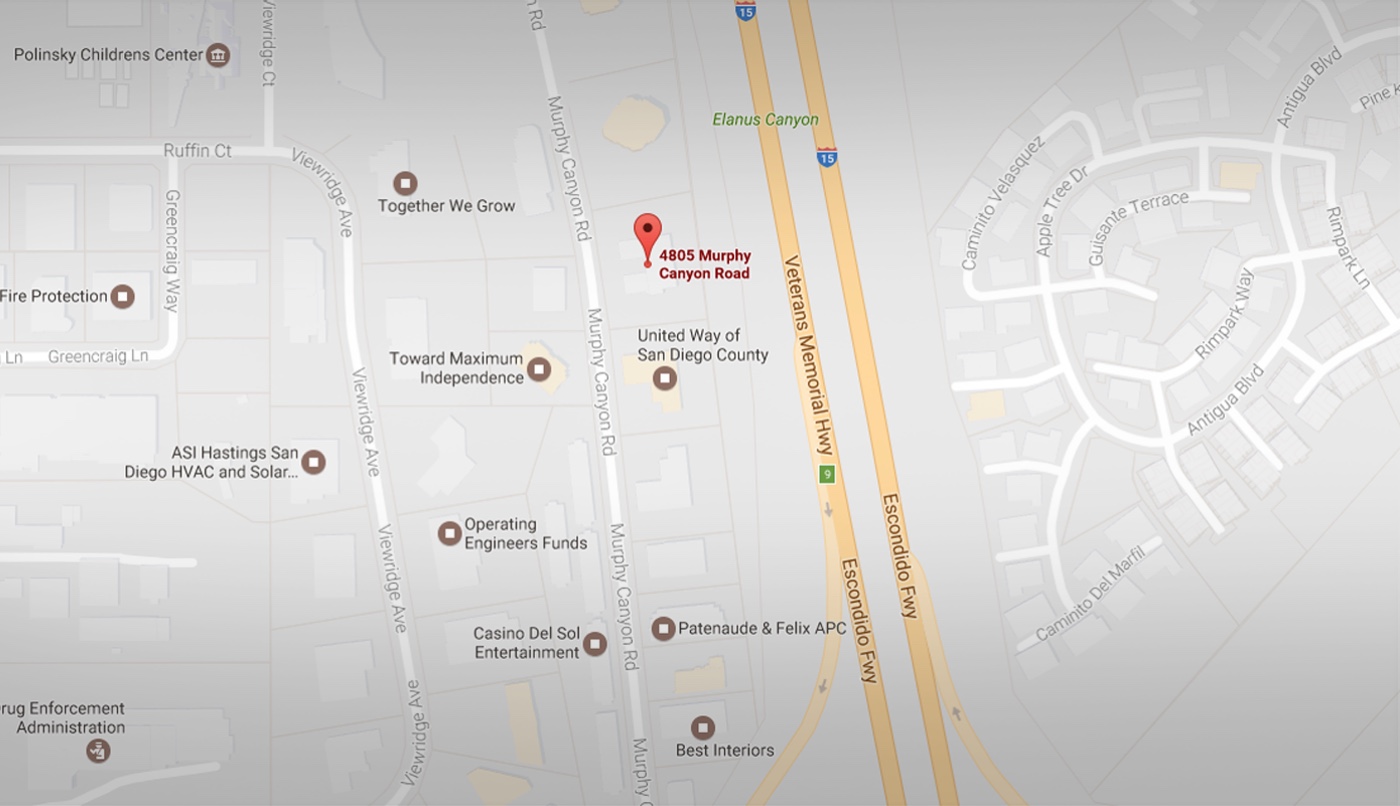 15
n Rd
Viewridge Ct
Polinsky Childrens Center
Antigua Blvd
Pine k
Elanus Canyon
Murphy Canyon Rd
Ruffin Ct
Viewridge Ave
15
Caminito Velasquez
Together We Grow
Apple Tree Dr
Guisante Terrace
Greencraig Way
4805 Murphy
Canyon Road
Rimpark Ln
Fire Protection
Veterans Memorial Hwy
Rimpark Way
United Way of
San Diego County
Ln
Greencraig Ln
Toward Maximum
Independence
Murphy Canyon Rd
Viewridge Ave
Antigua Blvd
ASI Hastings San
Diego HVAC and Solar...
9
Operating
Engineers Funds
Escondido Fwy
Murphy Canyon Rd
Viewridge Ave
Escondido Fwy
Caminito Del Marfil
Casino Del Sol
Entertainment
Patenaude & Felix APC
rug Enforcement
Administration
Viewridge Ave
Best Interiors
Murphy C